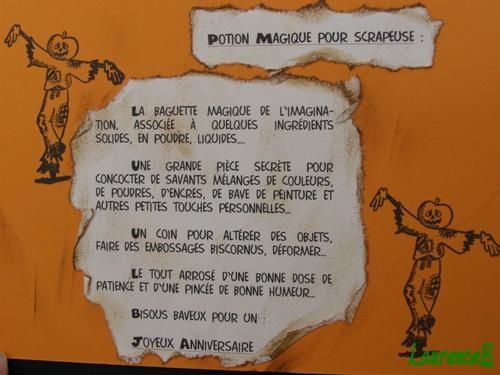 Potion Magique pour scrapeuse :
La baguette magique de l'imagina-
tion, associée à quelques ingrédients
solides, en poudre, liquides....
Une grande pièce secrète pour
concocter de savants mélanges de couleurs,
de poudres, d'encres, de bave de peinture et
autres petites touches personnelles...
Un coin pour altérer des objets,
faire des embossages biscornus, déformer...
Le tout arrosé d'une bonne dose de
patience et d'une pincée de bonne humeur...
Bisous baveux pour un :
Joyeux Anniversaire
LaurenceB